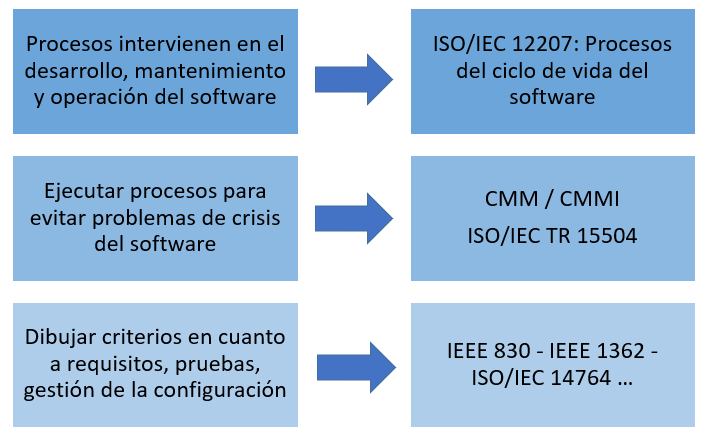 Procesos intervienen en el
desarrollo, mantenimiento
y operación del software
ISO/IEC 12207: Procesos
del ciclo de vida del
software
Ejecutar procesos para
evitar problemas de crisis
del software
CMM / CMMI
ISO/IEC TR 15504
Dibujar criterios en cuanto
a requisitos, pruebas,
gestión de la configuración
IEEE 830 - IEEE 1362 -
ISO/IEC 14764 ...